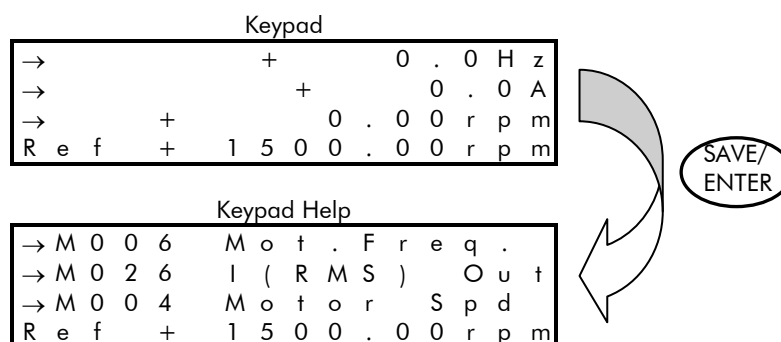 Keypad
→ + 0.0Hz
→ + 0.0A
→ + 0.00rpm
Ref + 1500.00rpm
SAVE/
ENTER
Keypad Help
→M006 Mot.Freq.
→M026 I(RMS) Out
→M004 Motor Spd
Ref + 1500.00rpm